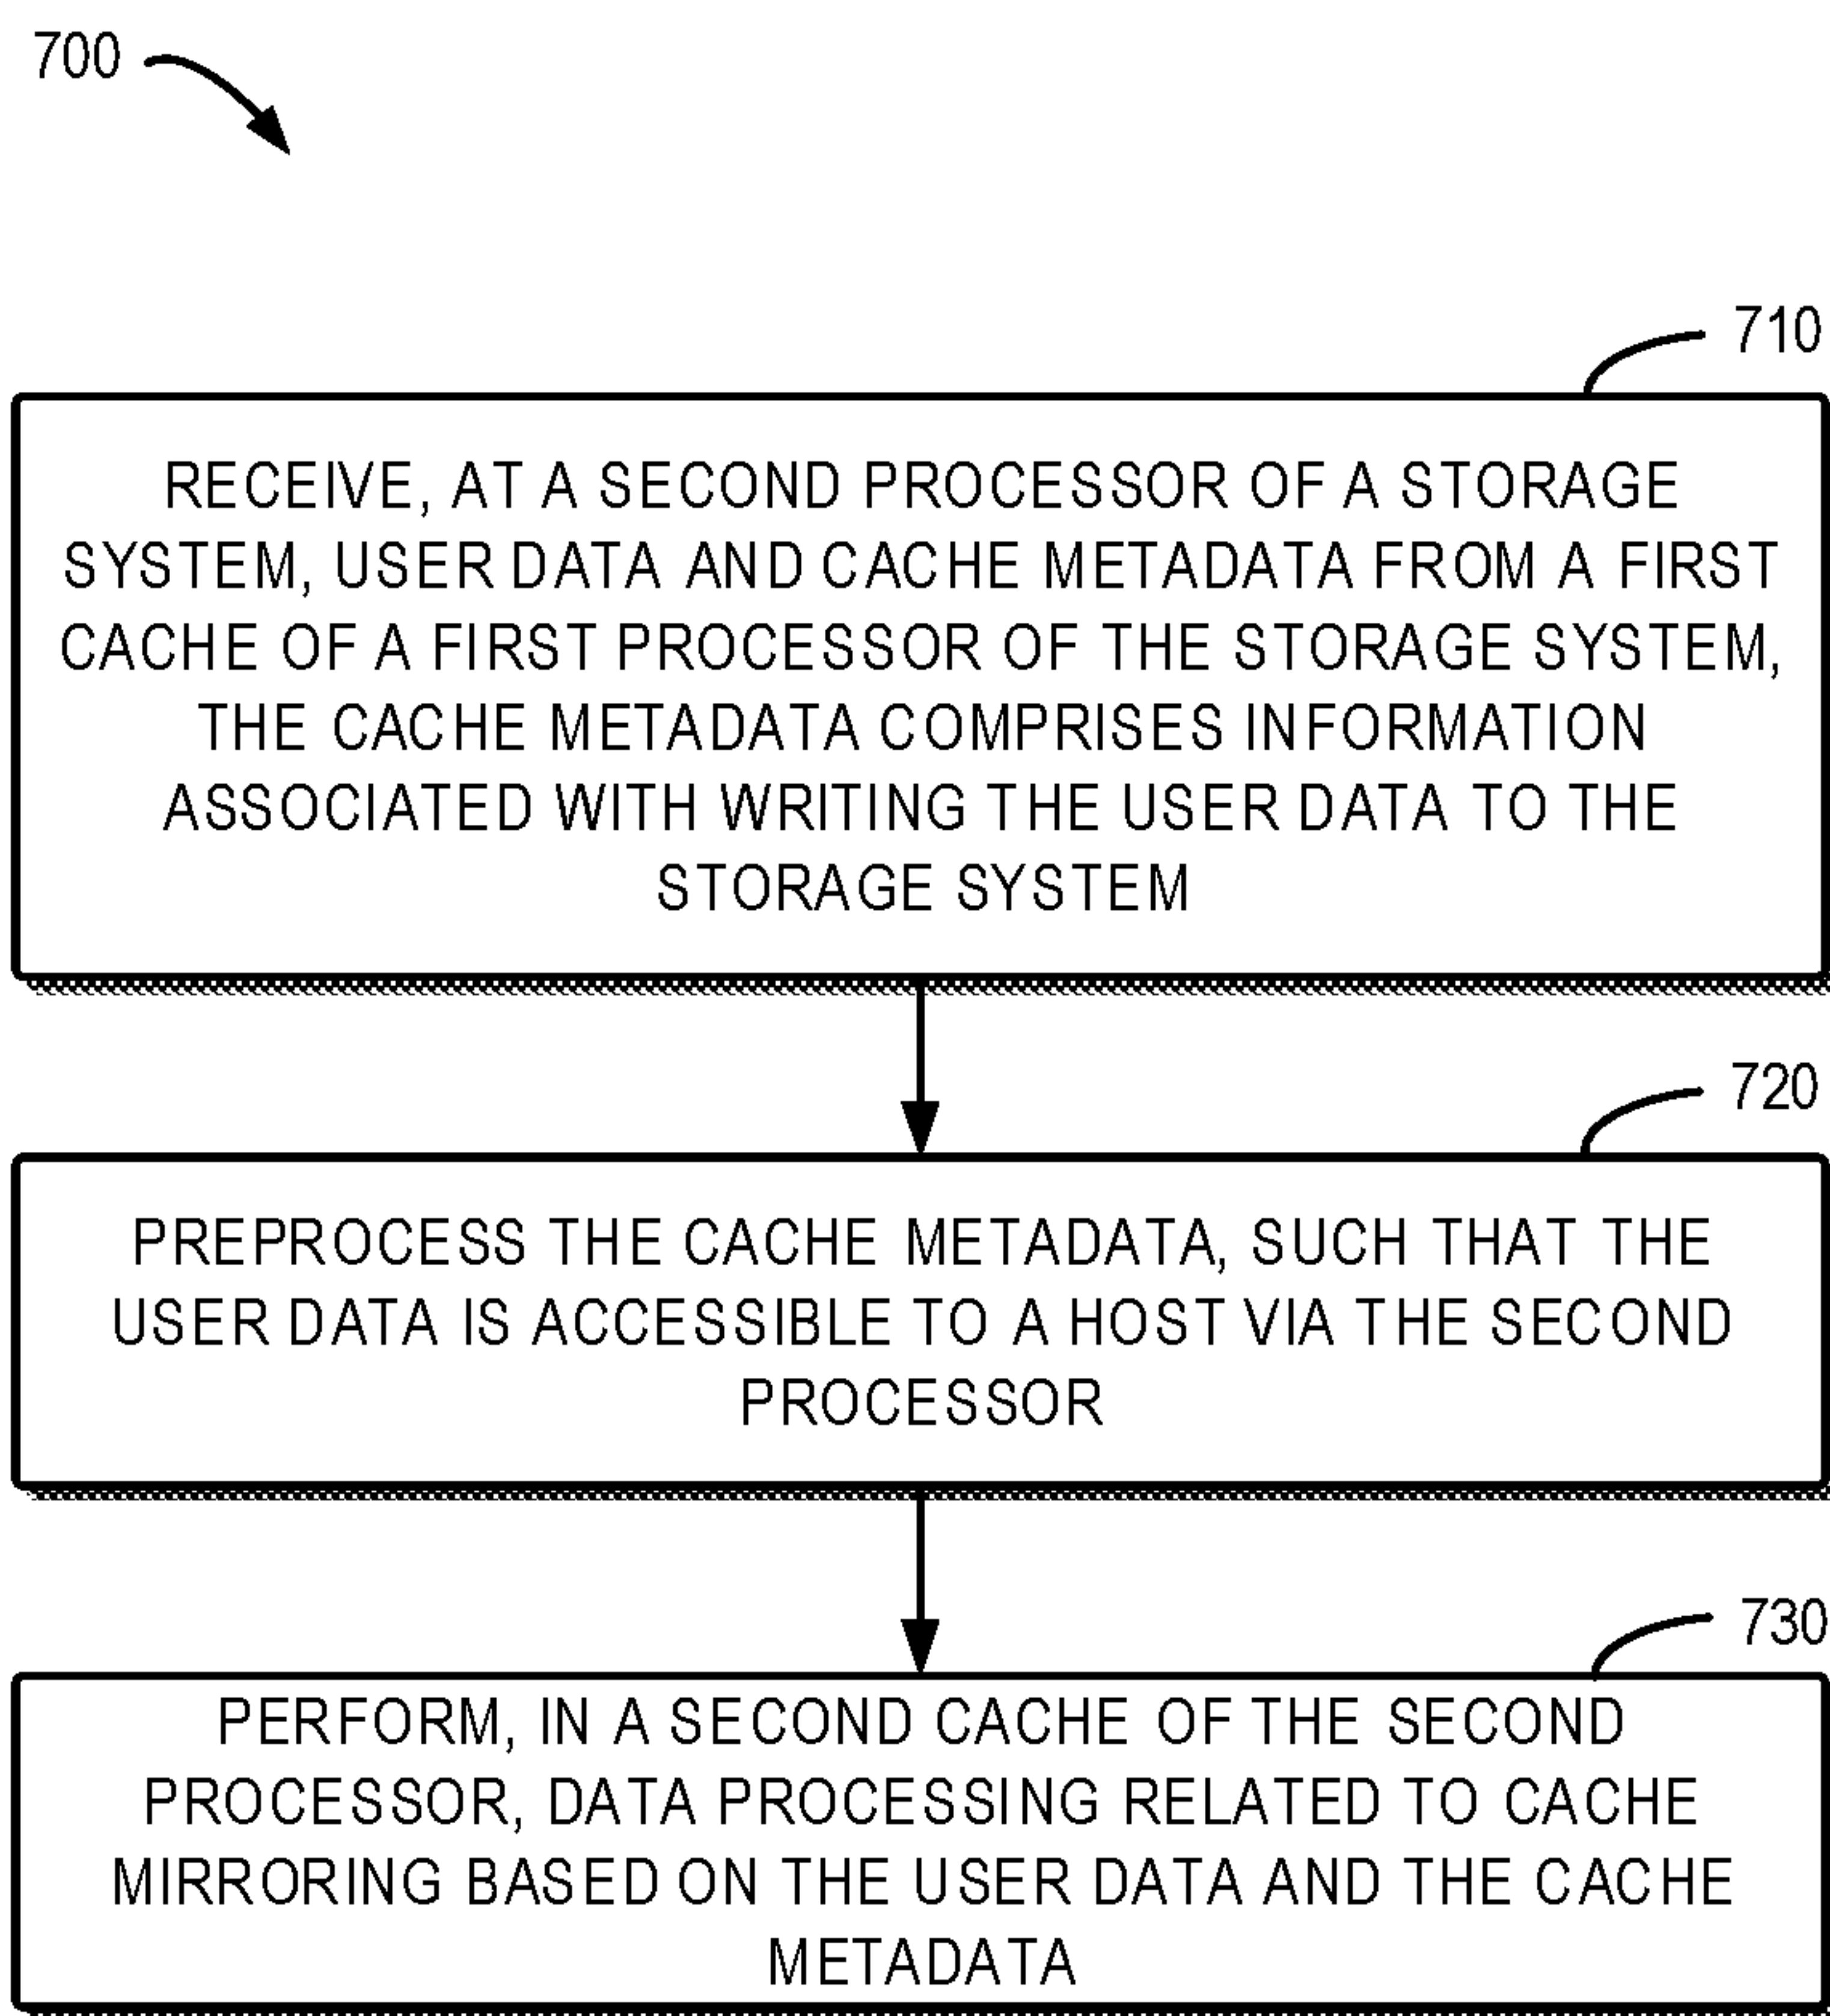 700
710
RECEIVE, AT A SECOND PROCESSOR OF A STORAGE
SYSTEM, USER DATA AND CACHE METADATA FROM A FIRST
CACHE OF A FIRST PROCESSOR OF THE STORAGE SYSTEM,
THE CACHE METADATA COMPRISES INFORMATION
ASSOCIATED WITH WRITING THE USER DATA TO THE
STORAGE SYSTEM
720
PREPROCESS THE CACHE METADATA, SUCH THAT THE
USER DATA IS ACCESSIBLE TO A HOST VIA THE SECOND
PROCESSOR
730
PERFORM, IN A SECOND CACHE OF THE SECOND
PROCESSOR, DATA PROCESSING RELATED TO CACHE
MIRRORING BASED ON THE USER DATA AND THE CACHE
METADATA